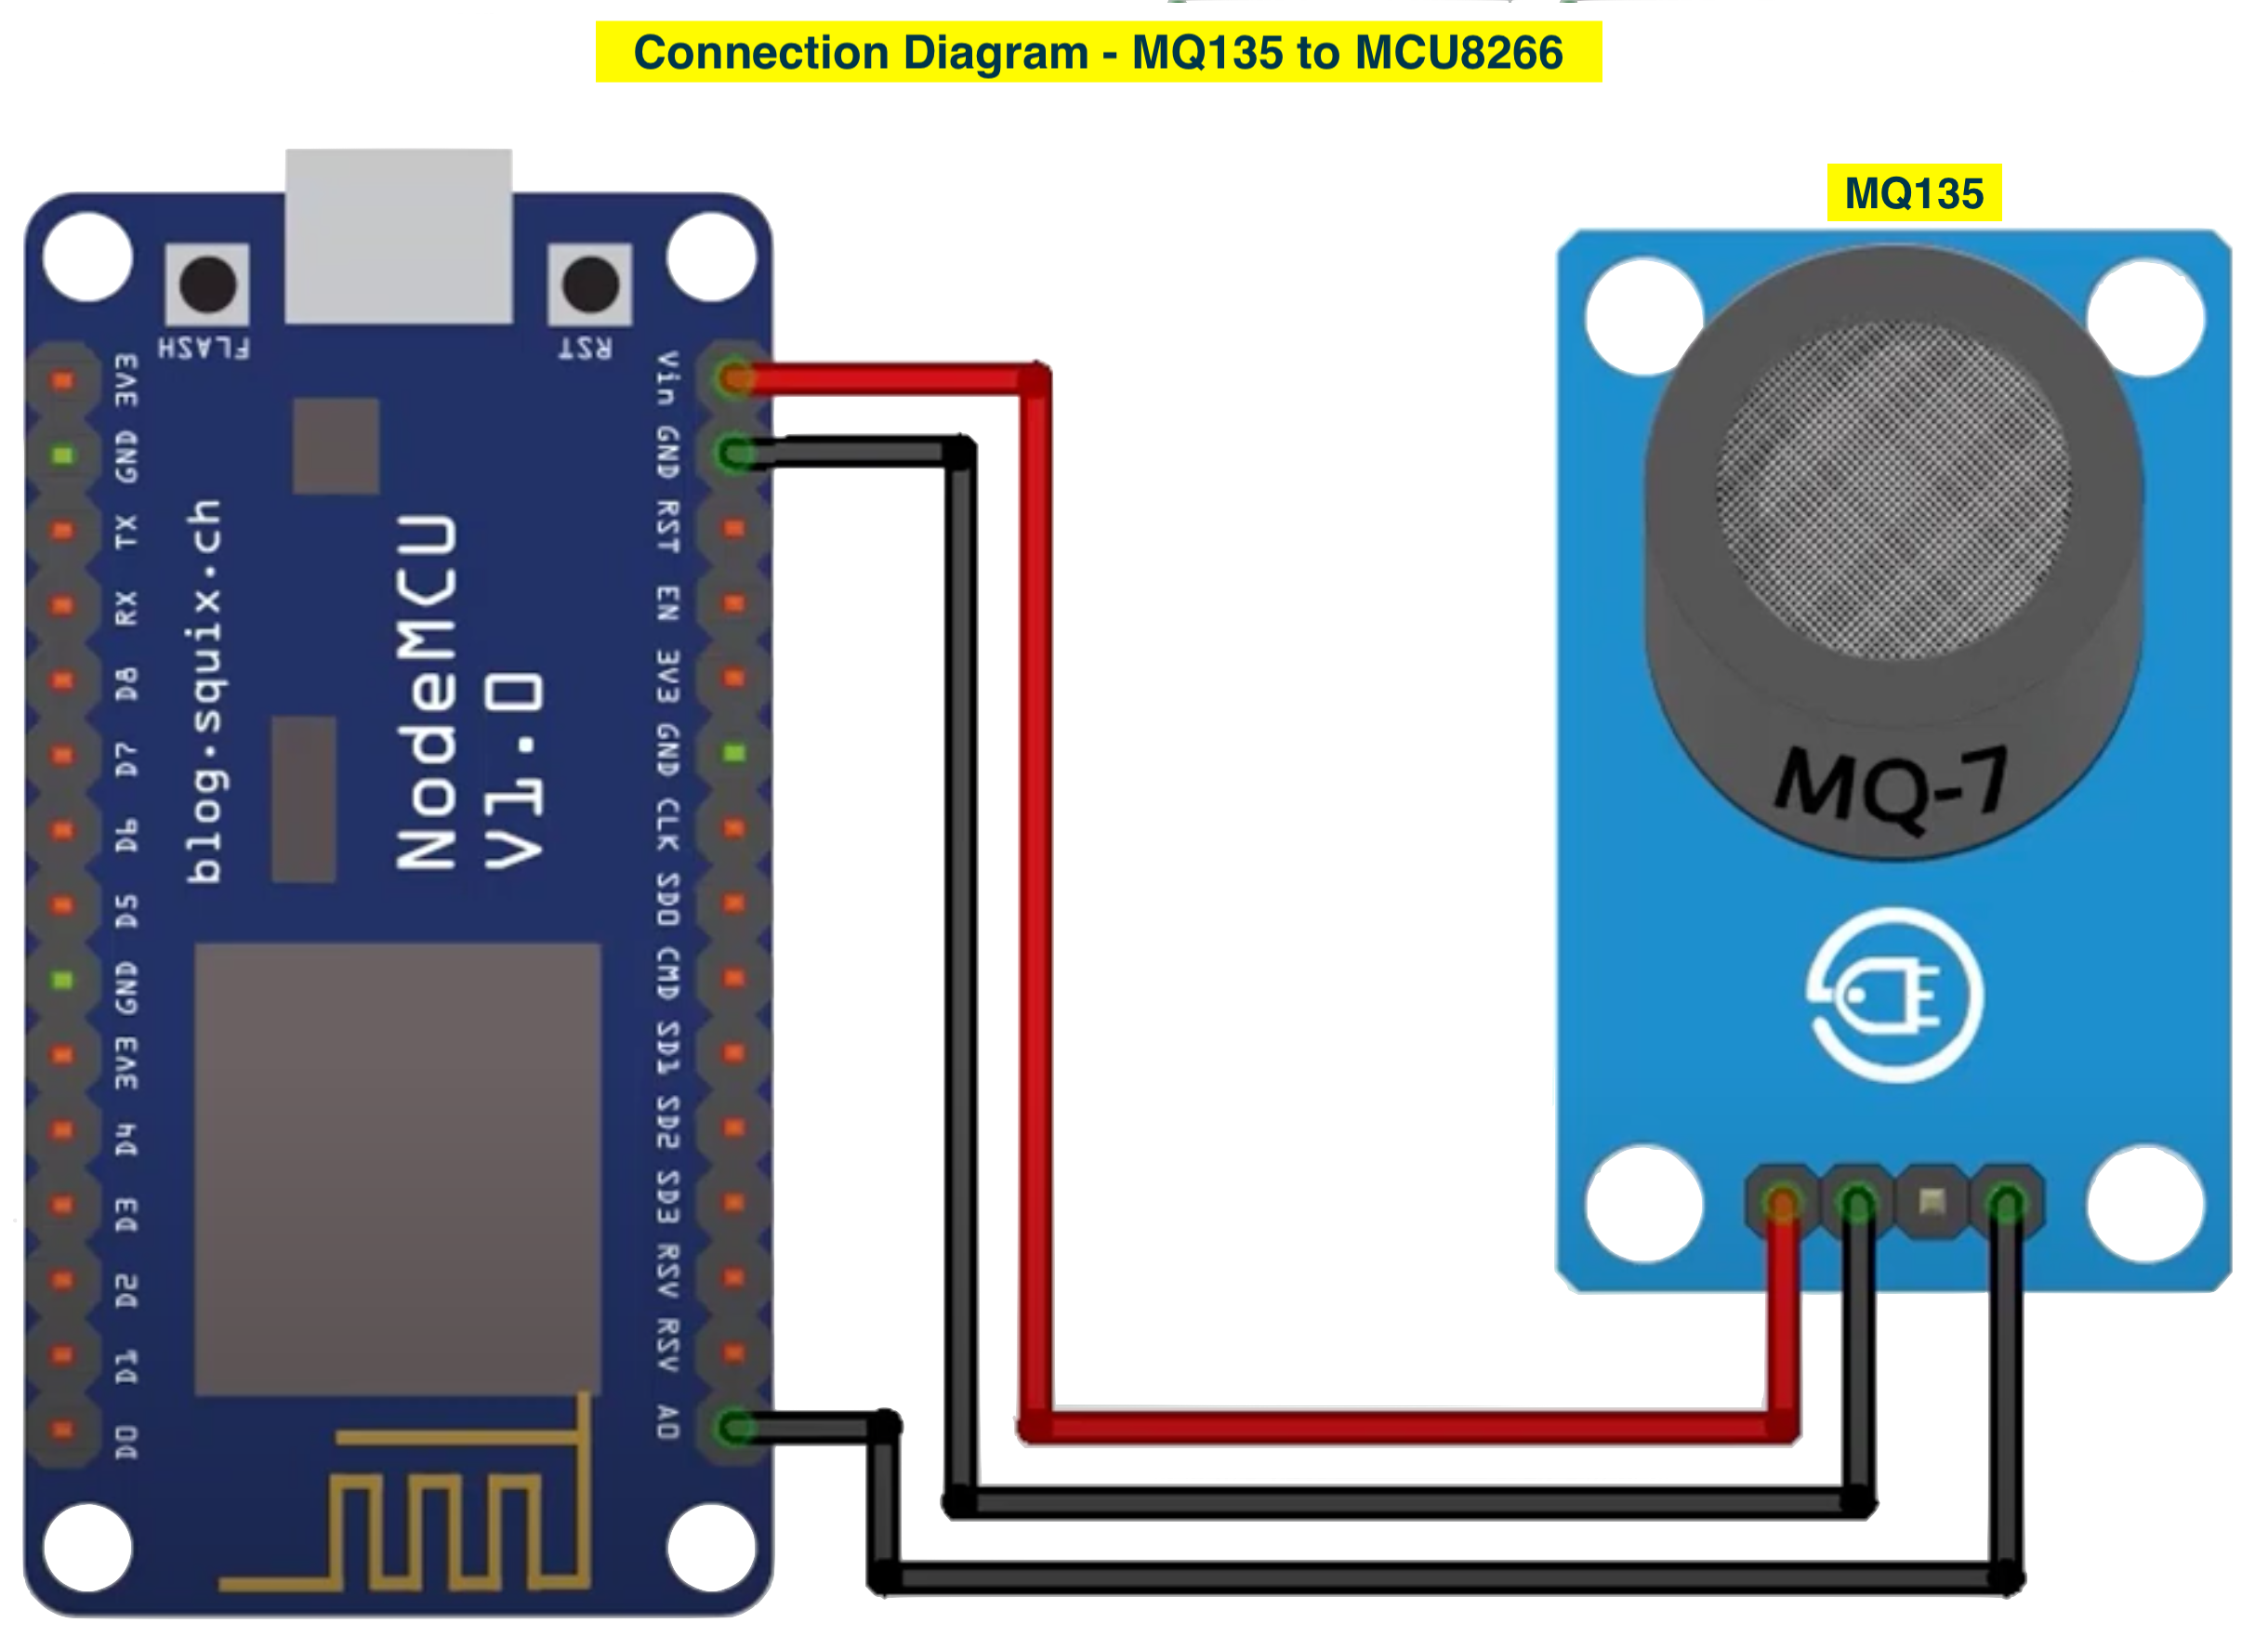 Connection Diagram - MQ135 to MCU8266
MQ135
FLASH
RST
3V3
GND
TX
RX
D8
D7
D6
D5
GND
3V3
D4
D3
D2
D1
D0
blog.squix.ch
NodeMCU
V1.0
Vin
GND
RST
EN
3V3
GND
CLK
SD0
CMD
SD1
SD2
SD3
RSV
RSV
A0
MQ-7